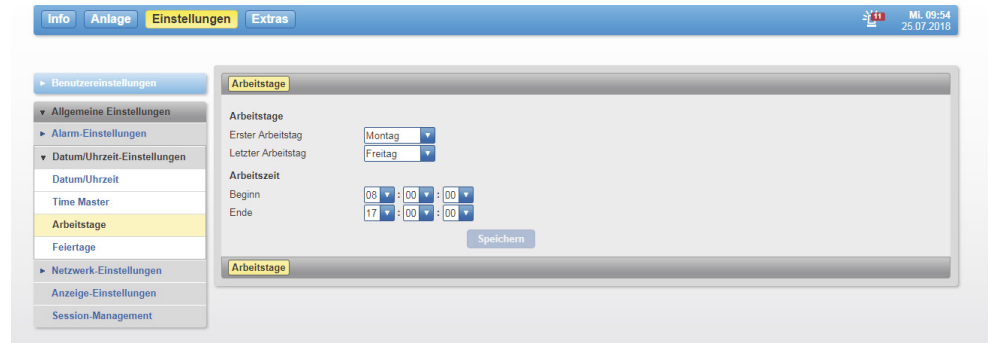 Info Anlage Einstellungen Extras 11 Mi. 09:54
25.07.2018
Benutzereinstellungen
Allgemeine Einstellungen
Alarm-Einstellungen
Datum/Uhrzeit-Einstellungen
Datum/Uhrzeit
Time Master
Arbeitstage
Feiertage
Netzwerk-Einstellungen
Anzeige-Einstellungen
Session-Management
Arbeitstage
Arbeitstage
Erster Arbeitstag Montag
Letzter Arbeitstag Freitag
Arbeitszeit
Beginn 08 : 00 : 00
Ende 17 : 00 : 00
Speichern
Arbeitstage